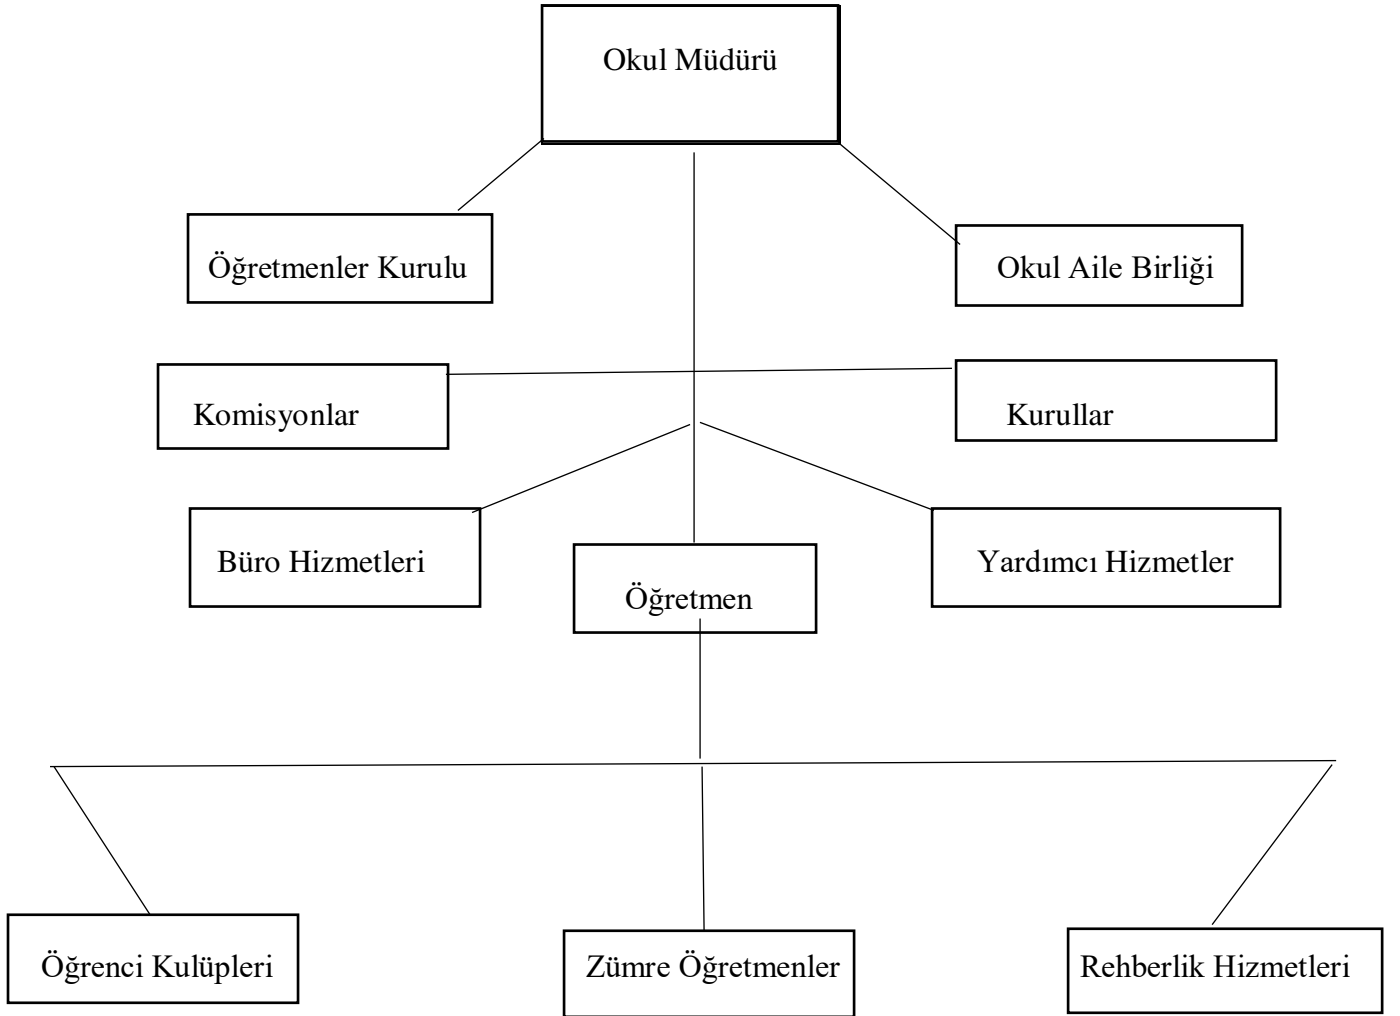 Okul Müdürü
Öğretmenler Kurulu
Okul Aile Birliği
Komisyonlar
Kurullar
Büro Hizmetleri
Yardımcı Hizmetler
Öğretmen
Öğrenci Kulüpleri
Zümre Öğretmenler
Rehberlik Hizmetleri